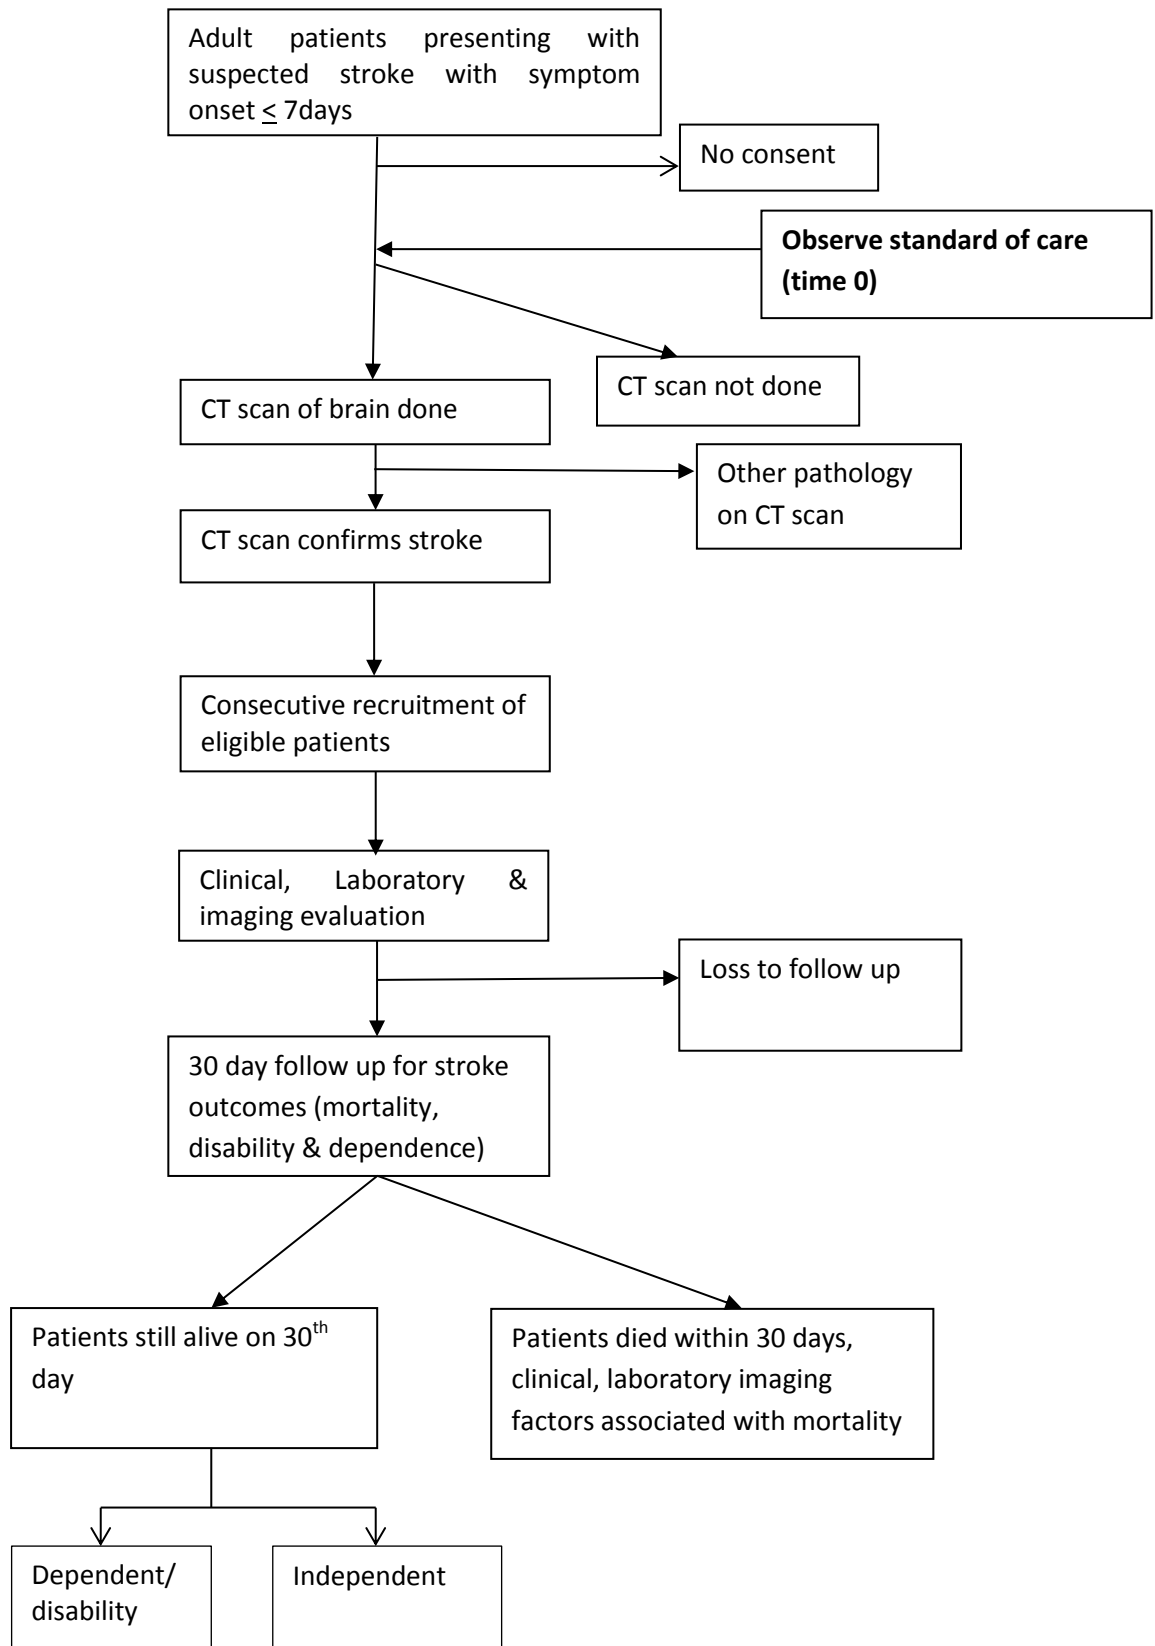 Adult patients presenting with
suspected stroke with symptom
onset ≤ 7days
No consent
Observe standard of care
(time 0)
CT scan not done
CT scan of brain done
Other pathology
on CT scan
CT scan confirms stroke
Consecutive recruitment of
eligible patients
Clinical, Laboratory &
imaging evaluation
Loss to follow up
30 day follow up for stroke
outcomes (mortality,
disability & dependence)
Patients still alive on 30th
day
Patients died within 30 days,
clinical, laboratory imaging
factors associated with mortality
Dependent/
disability
Independent